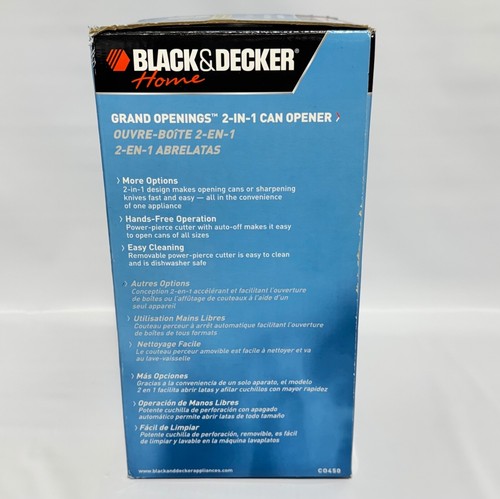 BLACK&DECKER
Home
GRAND OPENINGS™ 2-IN-1 CAN OPENER >
OUVRE-BOÎTE 2-EN-1
2-EN-1 ABRELATAS
> More Options
2-in-1 design makes opening cans or sharpening
knives fast and easy — all in the convenience
of one appliance
> Hands-Free Operation
Power-pierce cutter with auto-off makes it easy
to open cans of all sizes
> Easy Cleaning
Removable power-pierce cutter is easy to clean
and is dishwasher safe
> Autres Options
Conception 2-en-1 accélérant et facilitant l'ouverture
de boîtes ou l'affûtage de couteaux à l'aide d'un
seul appareil
> Utilisation Mains Libres
Couteau perceur à arrêt automatique facilitant l'ouverture
de boîtes de tous formats
> Nettoyage Facile
Le couteau perceur amovible est facile à nettoyer et va
au lave-vaisselle
> Más Opciones
Gracias a la conveniencia de un solo aparato, el modelo
2 en 1 facilita abrir latas y afilar cuchillos con mayor rapidez
> Operación de Manos Libres
Potente cuchilla de perforación con apagado
automático permite abrir latas de todo tamaño
> Fácil de Limpiar
Potente cuchilla de perforación, removible, es fácil
de limpiar y lavable en la máquina lavaplatos
www.blackanddeckerappliances.com
CO450